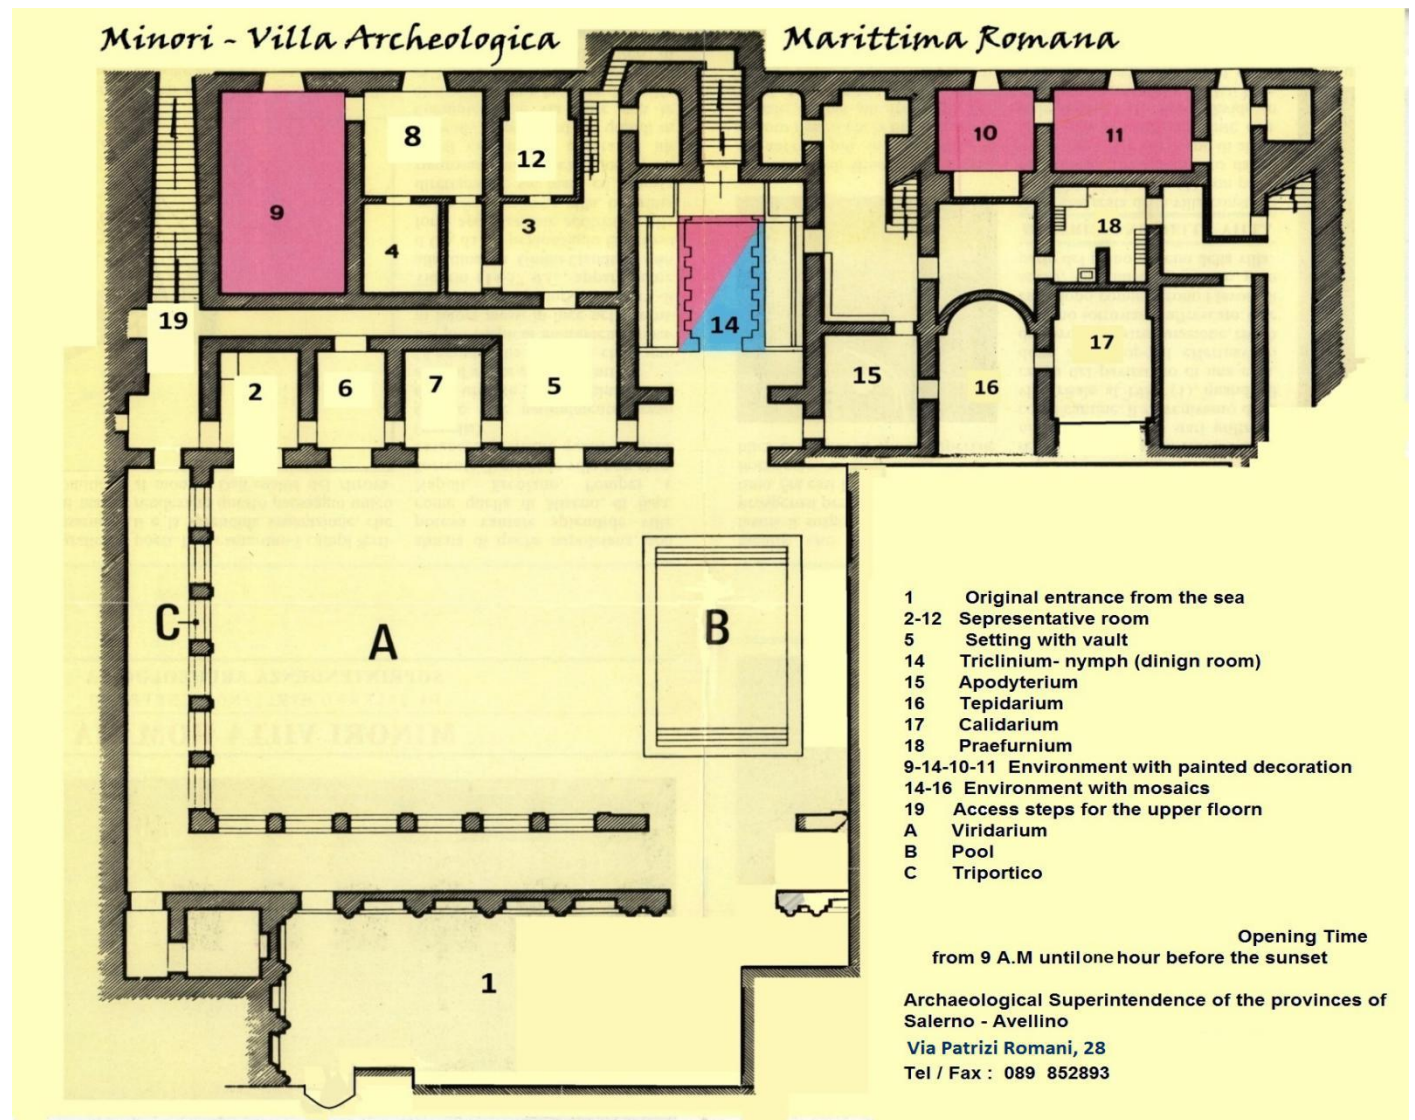 Minori - Villa Archeologica Marittima Romana
8
10
11
12
9
3
18
4
19
14
17
2
6
7
5
15
16
C
A
B
1
1 Original entrance from the sea
2-12 Sepresentative room
5 Setting with vault
14 Triclinium- nymph (dinign room)
15 Apodyterium
16 Tepidarium
17 Calidarium
18 Praefurnium
9-14-10-11 Environment with painted decoration
14-16 Environment with mosaics
19 Access steps for the upper floorn
A Viridarium
B Pool
C Triportico
Opening Time
from 9 A.M until one hour before the sunset
Archaeological Superintendence of the provinces of
Salerno - Avellino
Via Patrizi Romani, 28
Tel / Fax : 089 852893